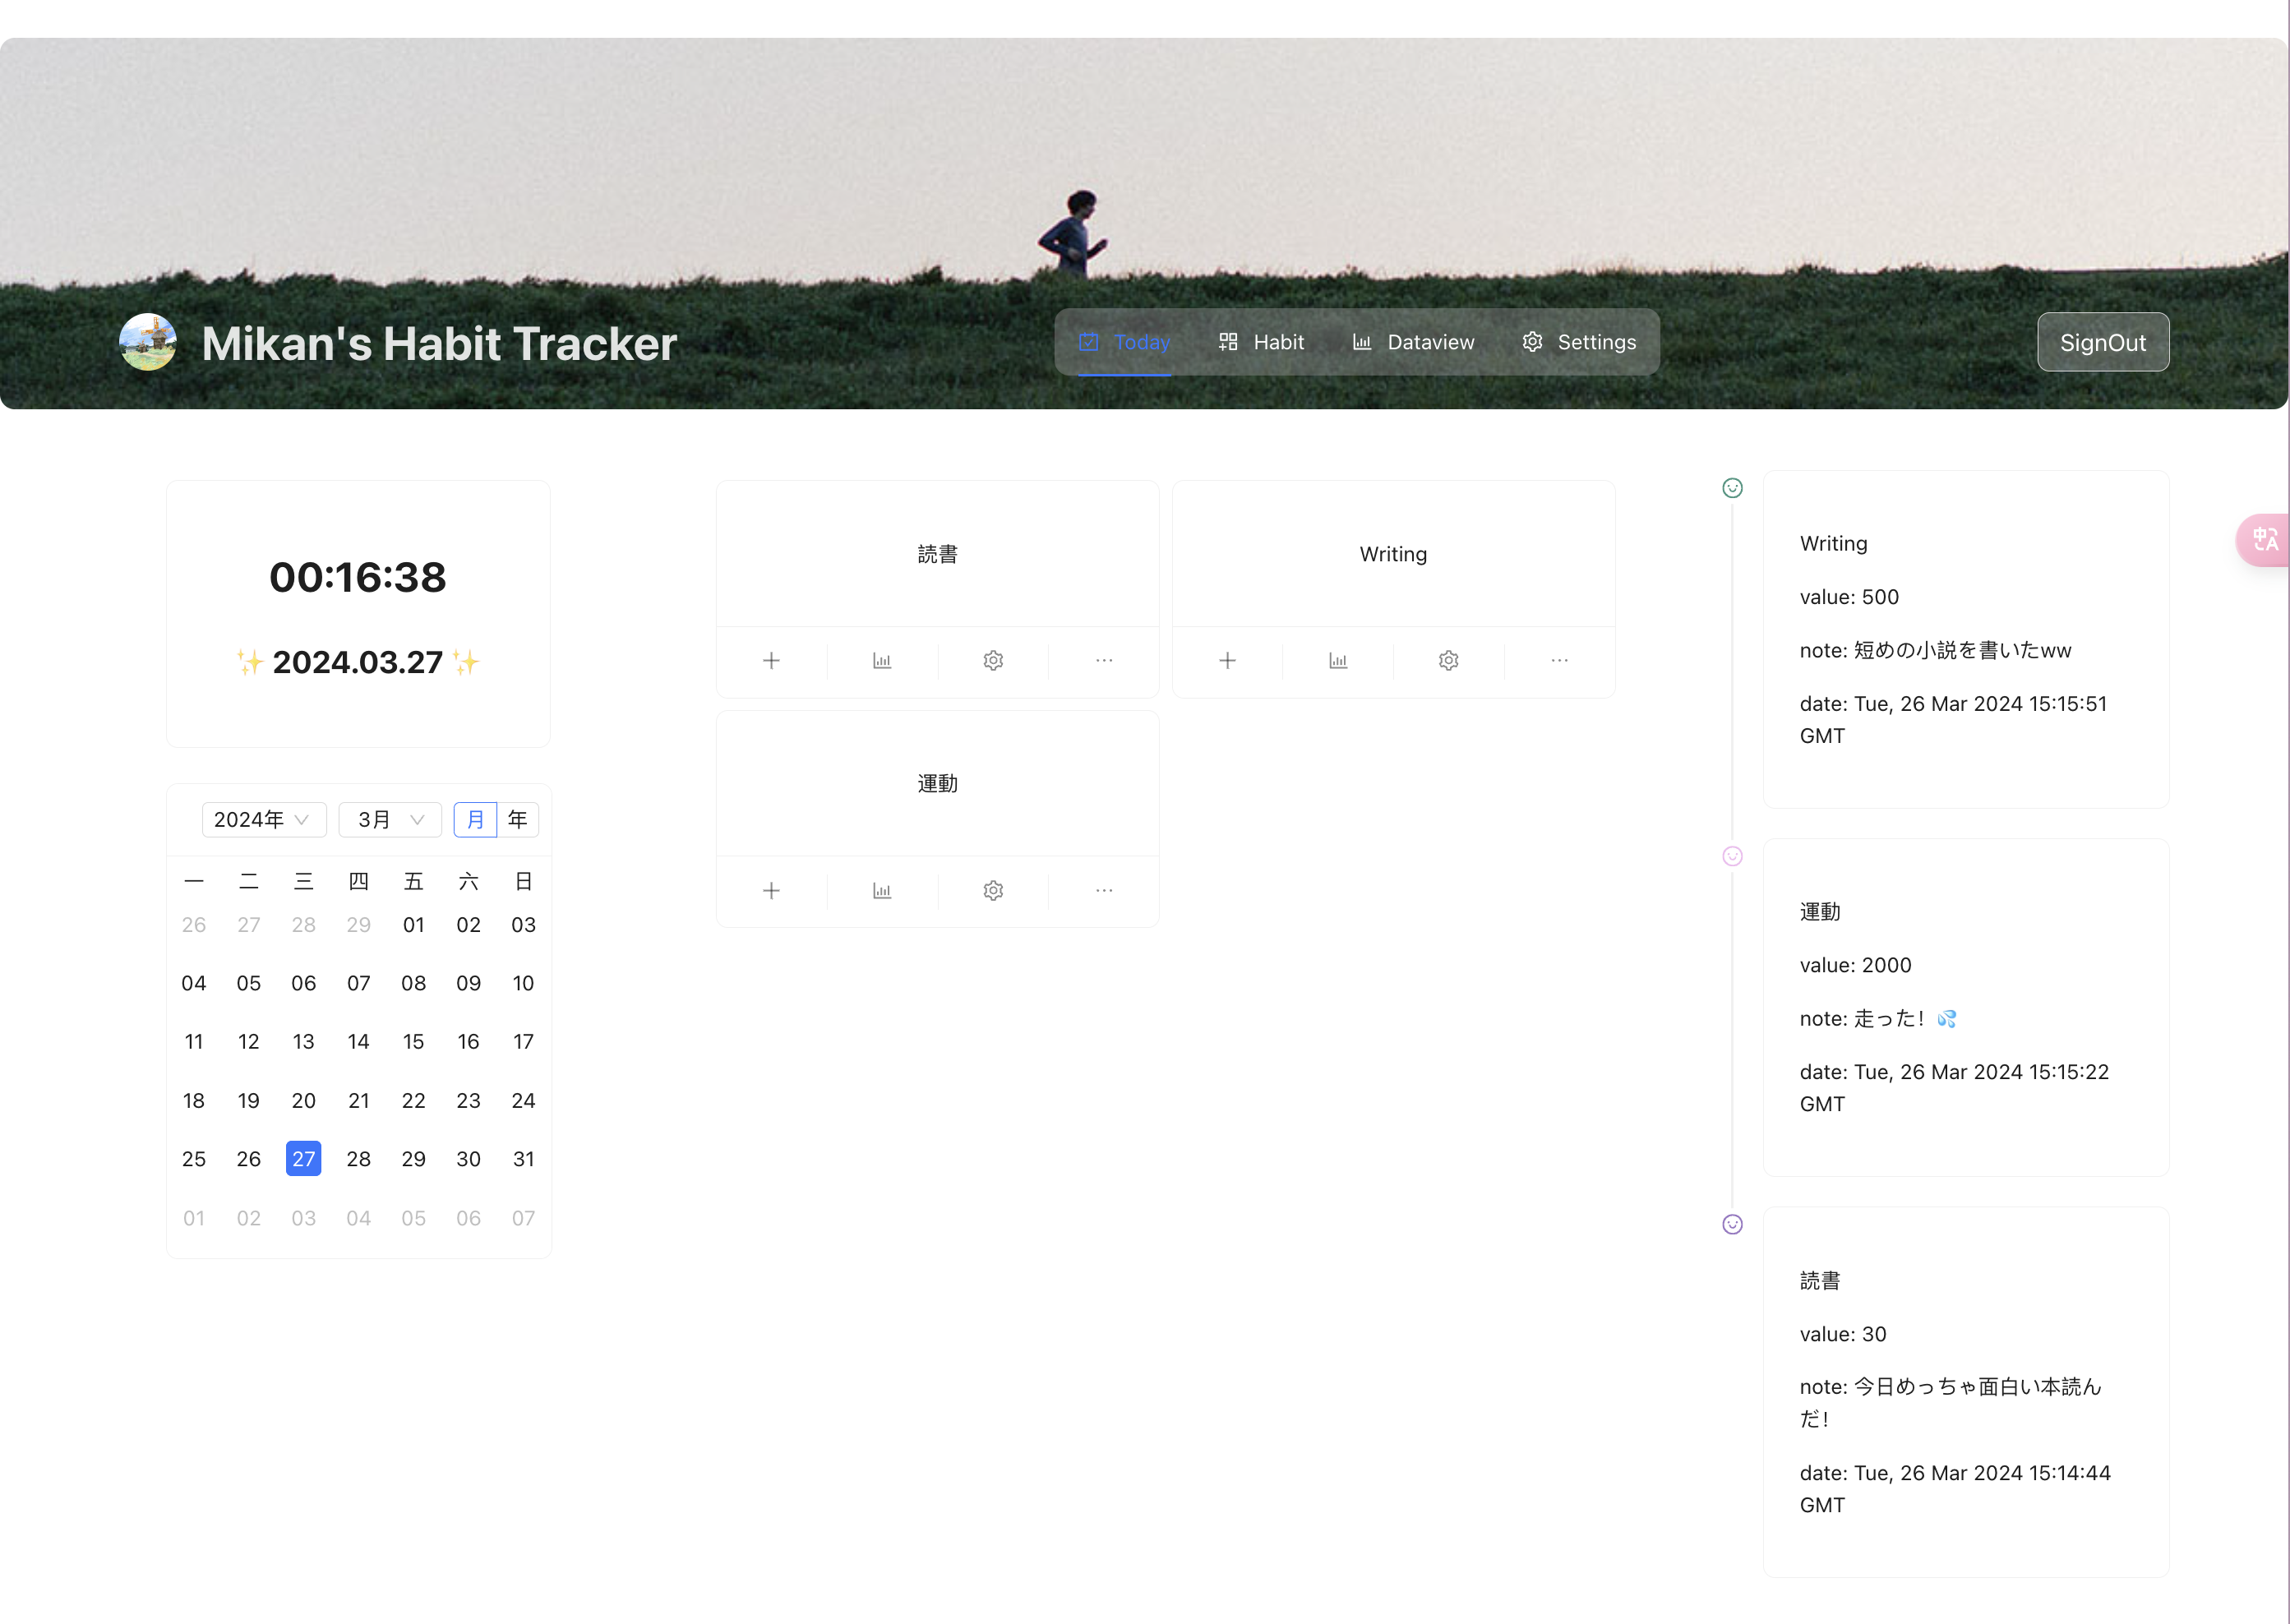 Mikan's Habit Tracker
Today
Habit
Dataview
Settings
SignOut
00:16:38
✨ 2024.03.27 ✨
2024年 3月 月 年
一 二 三 四 五 六 日
26 27 28 29 01 02 03
04 05 06 07 08 09 10
11 12 13 14 15 16 17
18 19 20 21 22 23 24
25 26 27 28 29 30 31
01 02 03 04 05 06 07
読書
Writing
運動
Writing
value: 500
note: 短めの小説を書いたww
date: Tue, 26 Mar 2024 15:15:51
GMT
運動
value: 2000
note: 走った！💦
date: Tue, 26 Mar 2024 15:15:22
GMT
読書
value: 30
note: 今日めっちゃ面白い本読ん
だ！
date: Tue, 26 Mar 2024 15:14:44
GMT
中A